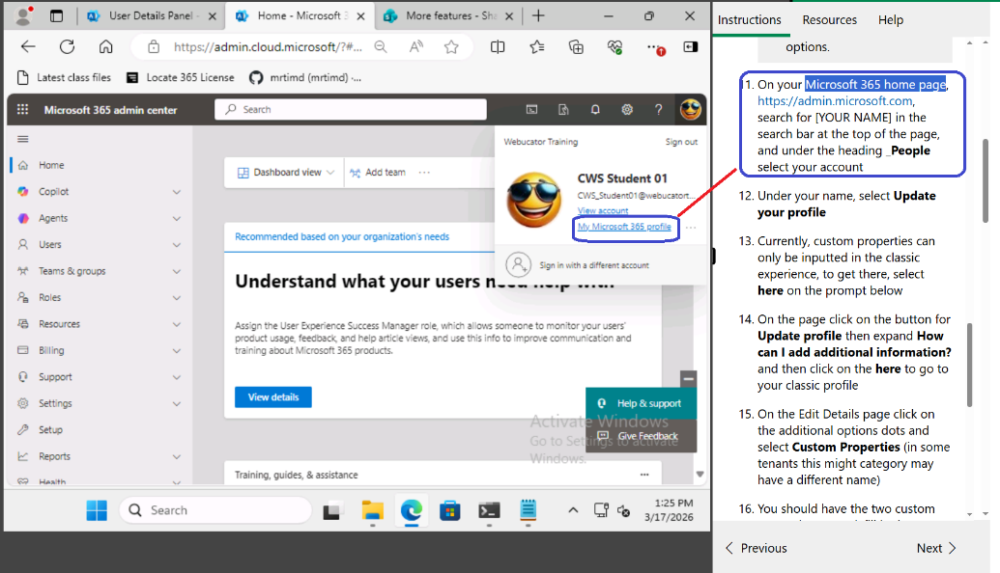 User Details Panel -
Home - Microsoft 3
More features - Sha
https://admin.cloud.microsoft/?#...
Latest class files
Locate 365 License
mrtimd (mrtimd) ·...
Microsoft 365 admin center
Search
Home
Copilot
Agents
Users
Teams & groups
Roles
Resources
Billing
Support
Settings
Setup
Reports
Health
Dashboard view
Add team
Recommended based on your organization's needs
Understand what your users need help with
Assign the User Experience Success Manager role, which allows someone to monitor your users'
product usage, feedback, and help article views, and use this info to improve communication and
training about Microsoft 365 products.
View details
Training, guides, & assistance
Webucator Training
Sign out
CWS Student 01
CWS_Student01@webucatort...
View account
My Microsoft 365 profile
Sign in with a different account
Help & support
Give Feedback
Activate Windows
Go to Settings to activate
Windows.
Search
1:25 PM
3/17/2026
Instructions
Resources
Help
options.
11. On your Microsoft 365 home page,
https://admin.microsoft.com,
search for [YOUR NAME] in the
search bar at the top of the page,
and under the heading _People
select your account
12. Under your name, select Update
your profile
13. Currently, custom properties can
only be inputted in the classic
experience, to get there, select
here on the prompt below
14. On the page click on the button for
Update profile then expand How
can I add additional information?
and then click on the here to go to
your classic profile
15. On the Edit Details page click on
the additional options dots and
select Custom Properties (in some
tenants this might category may
have a different name)
16. You should have the two custom
Previous
Next